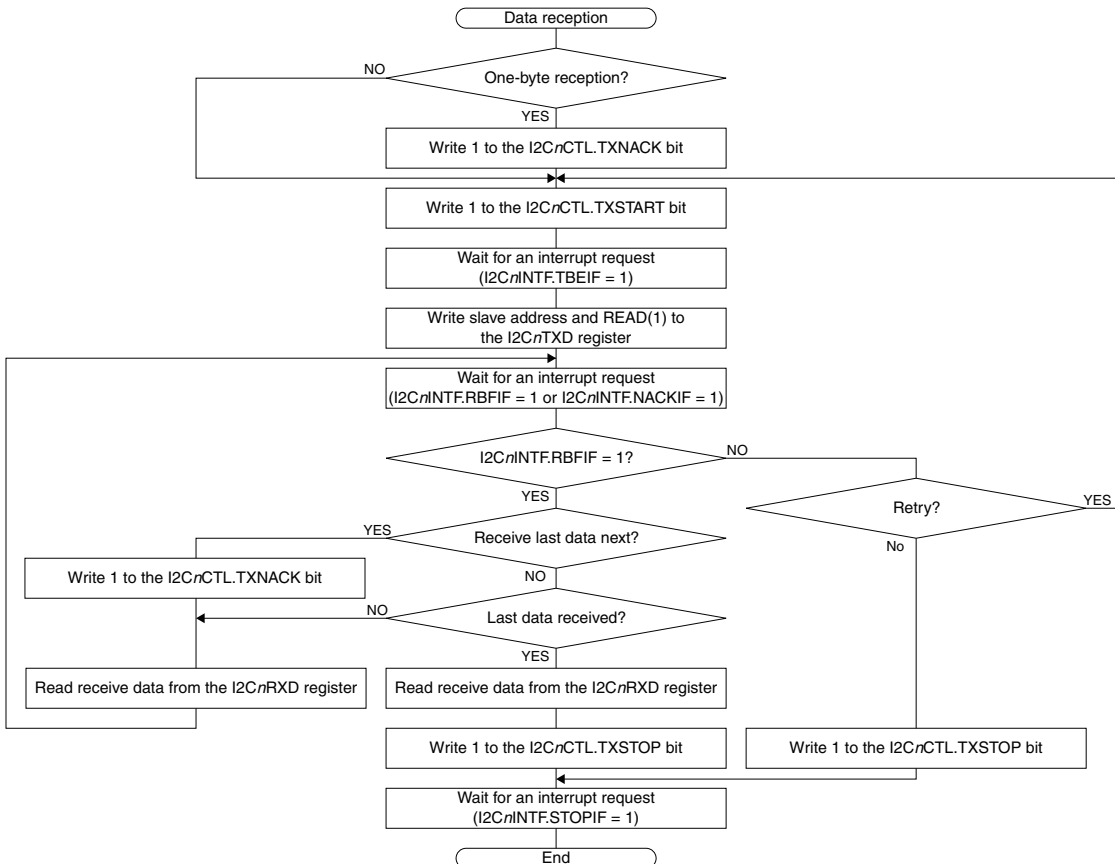 Data reception
NO
One-byte reception?
YES
Write 1 to the I2CnCTL.TXNACK bit
Write 1 to the I2CnCTL.TXSTART bit
Wait for an interrupt request
(I2CnINTF.TBEIF = 1)
Write slave address and READ(1) to
the I2CnTXD register
Wait for an interrupt request
(I2CnINTF.RBFIF = 1 or I2CnINTF.NACKIF = 1)
I2CnINTF.RBFIF = 1?
NO
YES
Retry?
YES
No
YES
Receive last data next?
NO
Write 1 to the I2CnCTL.TXNACK bit
NO
Last data received?
YES
Read receive data from the I2CnRXD register
Read receive data from the I2CnRXD register
Write 1 to the I2CnCTL.TXSTOP bit
Write 1 to the I2CnCTL.TXSTOP bit
Wait for an interrupt request
(I2CnINTF.STOPIF = 1)
End